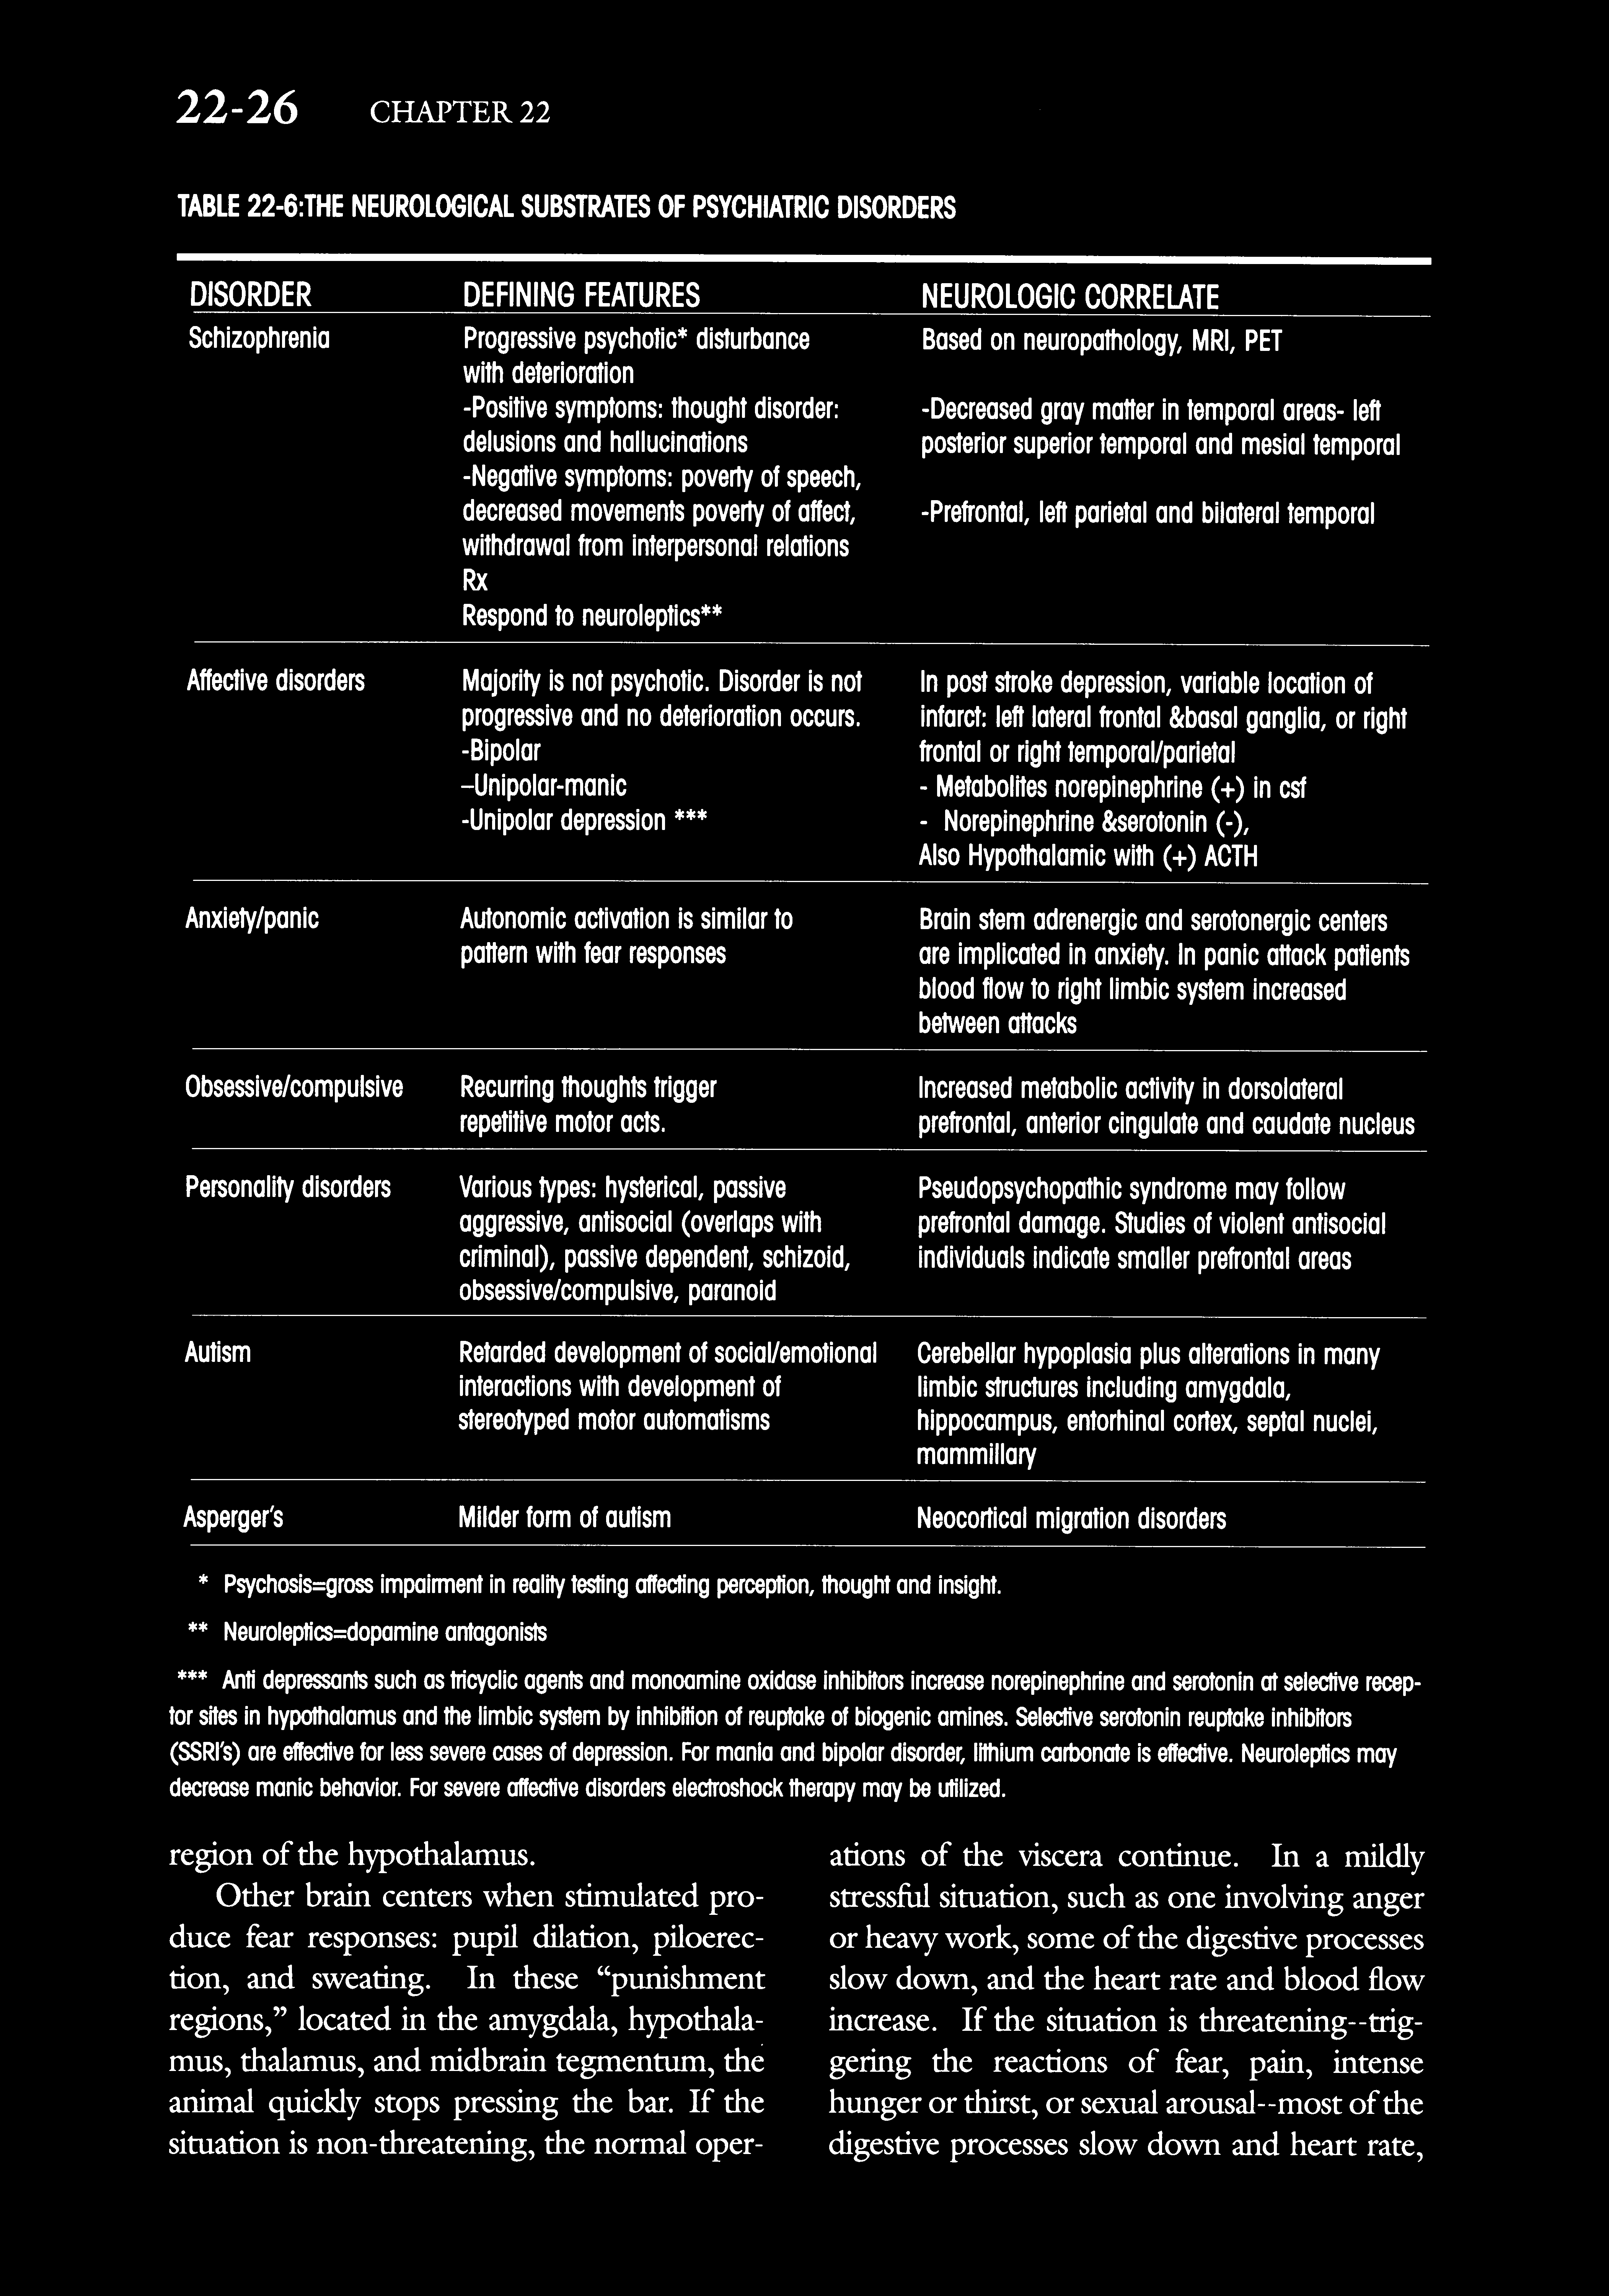 22-26 CHAPTER 22
TABLE 22-6:THE NEUROLOGICAL SUBSTRATES OF PSYCHIATRIC DISORDERS
DISORDER DEFINING FEATURES NEUROLOGIC CORRELATE
Schizophrenia
Progressive psychotic* disturbance
with deterioration
-Positive symptoms: thought disorder:
delusions and hallucinations
-Negative symptoms: poverty of speech,
decreased movements poverty of affect,
withdrawal from interpersonal relations
Rx
Respond to neuroleptics**
Based on neuropathology, MRI, PET
-Decreased gray matter in temporal areas- left
posterior superior temporal and mesial temporal
-Prefrontal, left parietal and bilateral temporal
Affective disorders
Majority is not psychotic. Disorder is not
progressive and no deterioration occurs.
-Bipolar
-Unipolar-manic
-Unipolar depression ***
In post stroke depression, variable location of
infarct: left lateral frontal &basal ganglia, or right
frontal or right temporal/parietal
- Metabolites norepinephrine (+) in csf
- Norepinephrine &serotonin (-),
Also Hypothalamic with (+) ACTH
Anxiety/panic
Autonomic activation is similar to
pattern with fear responses
Brain stem adrenergic and serotonergic centers
are implicated in anxiety. In panic attack patients
blood flow to right limbic system increased
between attacks
Obsessive/compulsive
Recurring thoughts trigger
repetitive motor acts.
Increased metabolic activity in dorsolateral
prefrontal, anterior cingulate and caudate nucleus
Personality disorders
Various types: hysterical, passive
aggressive, antisocial (overlaps with
criminal), passive dependent, schizoid,
obsessive/compulsive, paranoid
Pseudopsychopathic syndrome may follow
prefrontal damage. Studies of violent antisocial
individuals indicate smaller prefrontal areas
Autism
Retarded development of social/emotional
interactions with development of
stereotyped motor automatisms
Cerebellar hypoplasia plus alterations in many
limbic structures including amygdala,
hippocampus, entorhinal cortex, septal nuclei,
mammillary
Asperger's
Milder form of autism
Neocortical migration disorders
* Psychosis=gross impairment in reality testing affecting perception, thought and insight.
** Neuroleptics=dopamine antagonists
*** Anti depressants such as tricyclic agents and monoamine oxidase inhibitors increase norepinephrine and serotonin at selective recep-
tor sites in hypothalamus and the limbic system by inhibition of reuptake of biogenic amines. Selective serotonin reuptake inhibitors
(SSRI's) are effective for less severe cases of depression. For mania and bipolar disorder, lithium carbonate is effective. Neuroleptics may
decrease manic behavior. For severe affective disorders electroshock therapy may be utilized.
region of the hypothalamus.
Other brain centers when stimulated pro-
duce fear responses: pupil dilation, piloerec-
tion, and sweating. In these “punishment
regions,” located in the amygdala, hypothala-
mus, thalamus, and midbrain tegmentum, the
animal quickly stops pressing the bar. If the
situation is non-threatening, the normal oper-
ations of the viscera continue. In a mildly
stressful situation, such as one involving anger
or heavy work, some of the digestive processes
slow down, and the heart rate and blood flow
increase. If the situation is threatening--trig-
gering the reactions of fear, pain, intense
hunger or thirst, or sexual arousal--most of the
digestive processes slow down and heart rate,